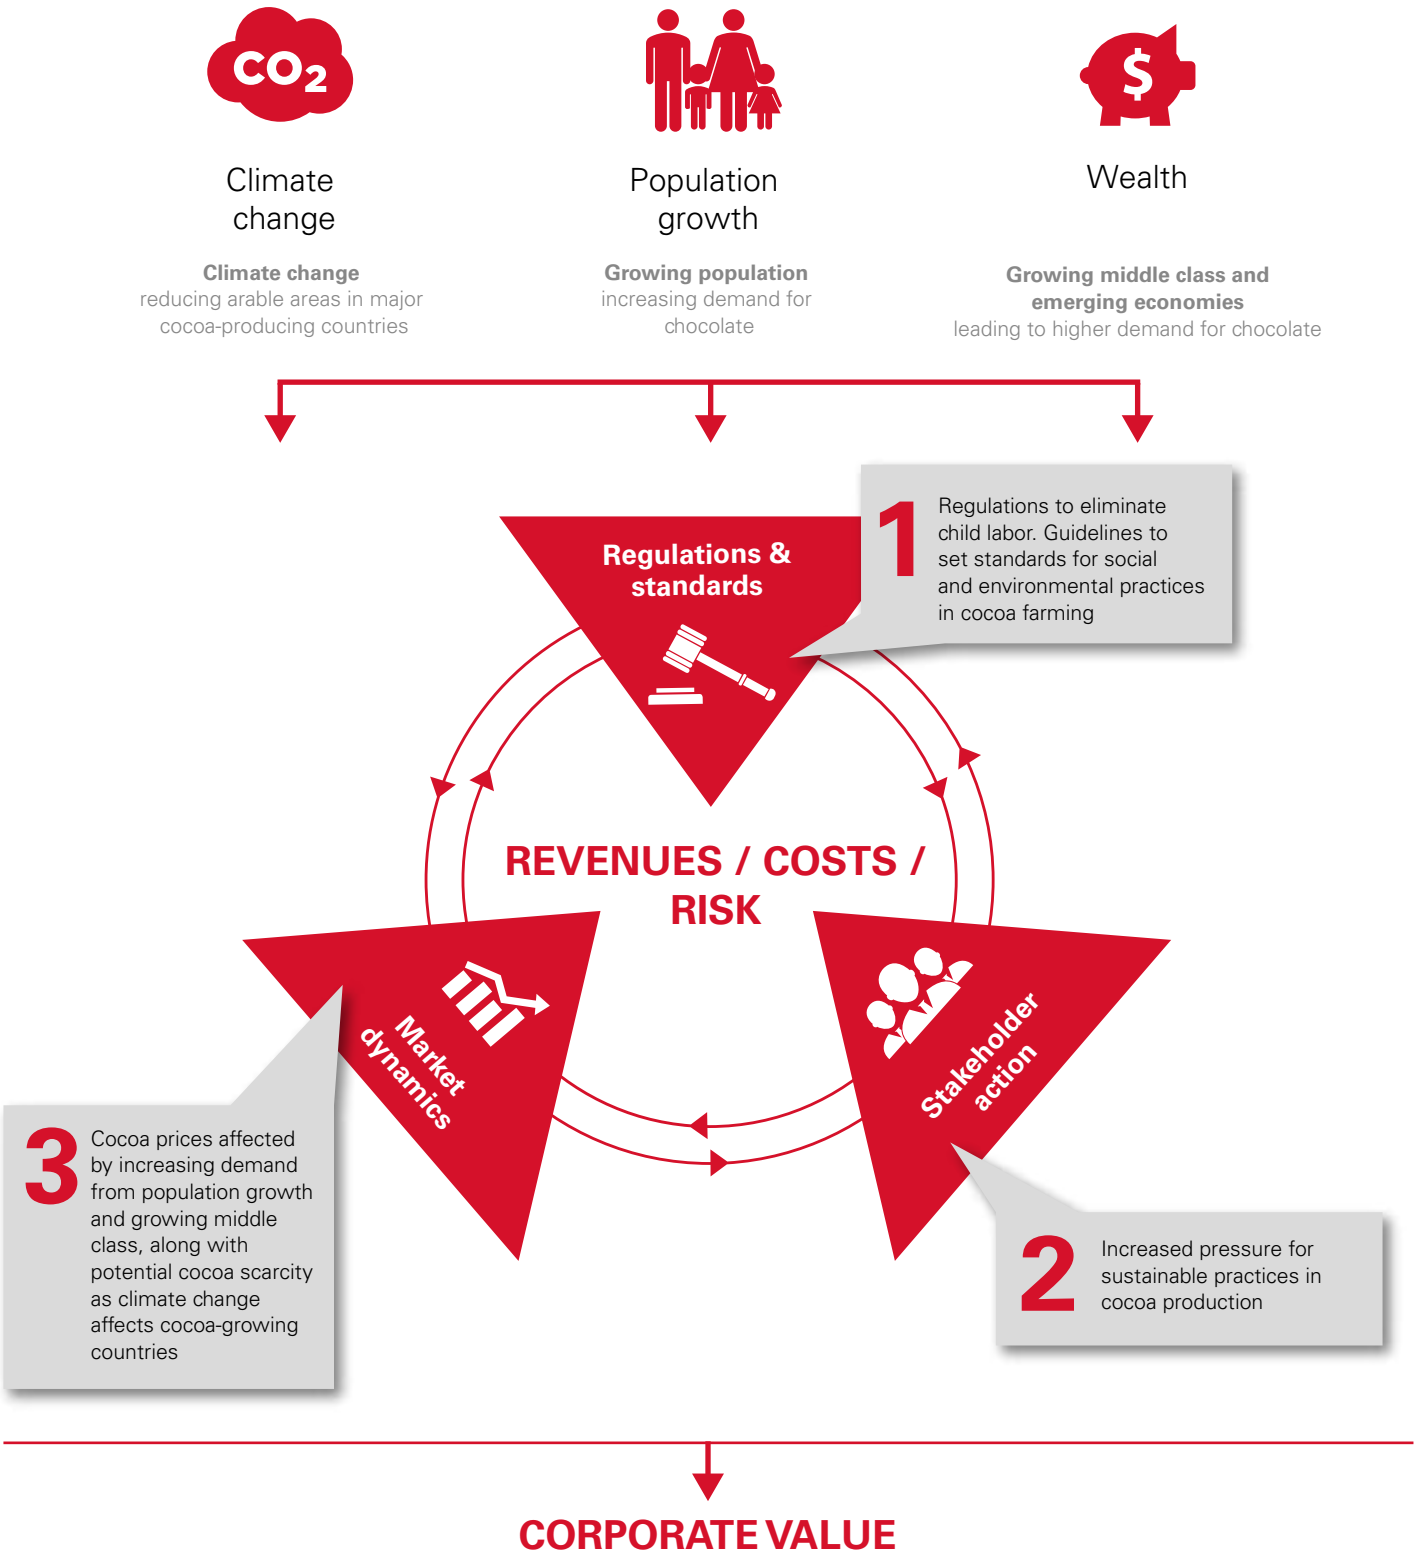 CO2
$
Climate
change
Population
growth
Wealth
Climate change
reducing arable areas in major
cocoa-producing countries
Growing population
increasing demand for
chocolate
Growing middle class and
emerging economies
leading to higher demand for chocolate
1
Regulations to eliminate
child labor. Guidelines to
set standards for social
and environmental practices
in cocoa farming
Regulations &
standards
REVENUES / COSTS /
RISK
Market
dynamics
Stakeholder
action
3
Cocoa prices affected
by increasing demand
from population growth
and growing middle
class, along with
potential cocoa scarcity
as climate change
affects cocoa-growing
countries
2
Increased pressure for
sustainable practices in
cocoa production
CORPORATE VALUE